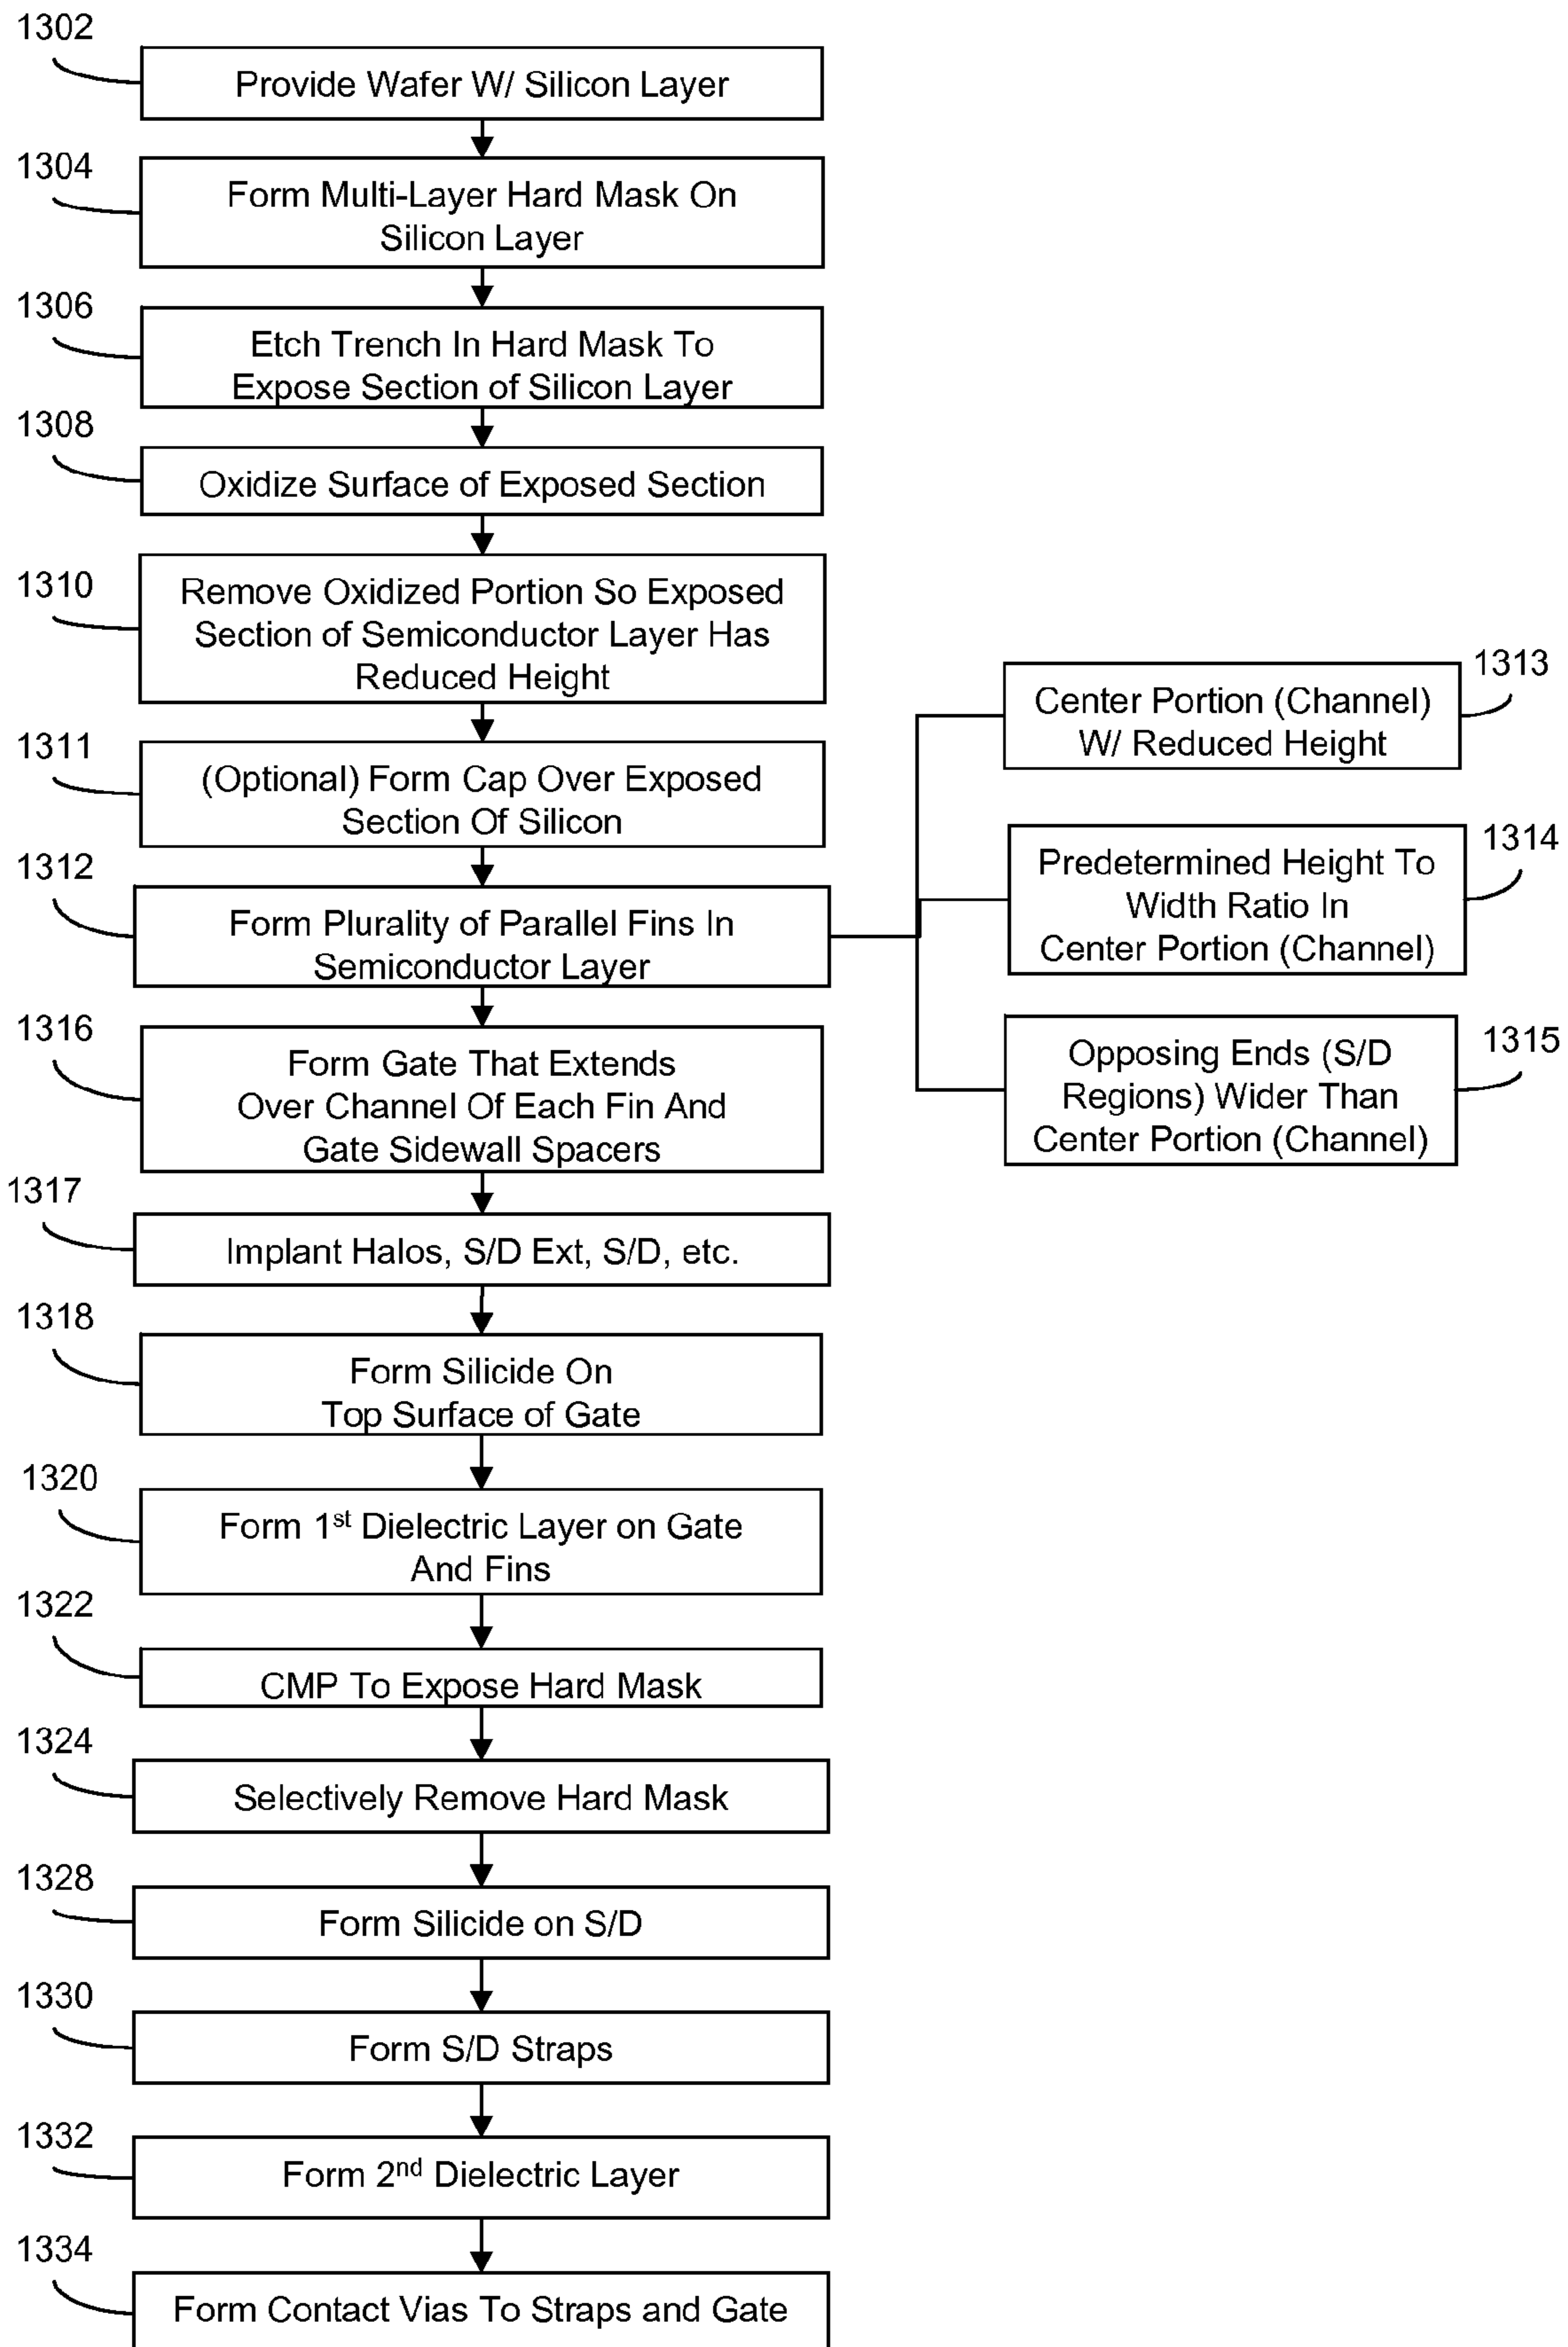 1302
Provide Wafer W/ Silicon Layer
1304
Form Multi-Layer Hard Mask On
Silicon Layer
1306
Etch Trench In Hard Mask To
Expose Section of Silicon Layer
1308
Oxidize Surface of Exposed Section
1310
Remove Oxidized Portion So Exposed
Section of Semiconductor Layer Has
Reduced Height
1311
(Optional) Form Cap Over Exposed
Section Of Silicon
1312
Form Plurality of Parallel Fins In
Semiconductor Layer
1313
Center Portion (Channel)
W/ Reduced Height
1314
Predetermined Height To
Width Ratio In
Center Portion (Channel)
1315
Opposing Ends (S/D
Regions) Wider Than
Center Portion (Channel)
1316
Form Gate That Extends
Over Channel Of Each Fin And
Gate Sidewall Spacers
1317
Implant Halos, S/D Ext, S/D, etc.
1318
Form Silicide On
Top Surface of Gate
1320
Form 1st Dielectric Layer on Gate
And Fins
1322
CMP To Expose Hard Mask
1324
Selectively Remove Hard Mask
1328
Form Silicide on S/D
1330
Form S/D Straps
1332
Form 2nd Dielectric Layer
1334
Form Contact Vias To Straps and Gate